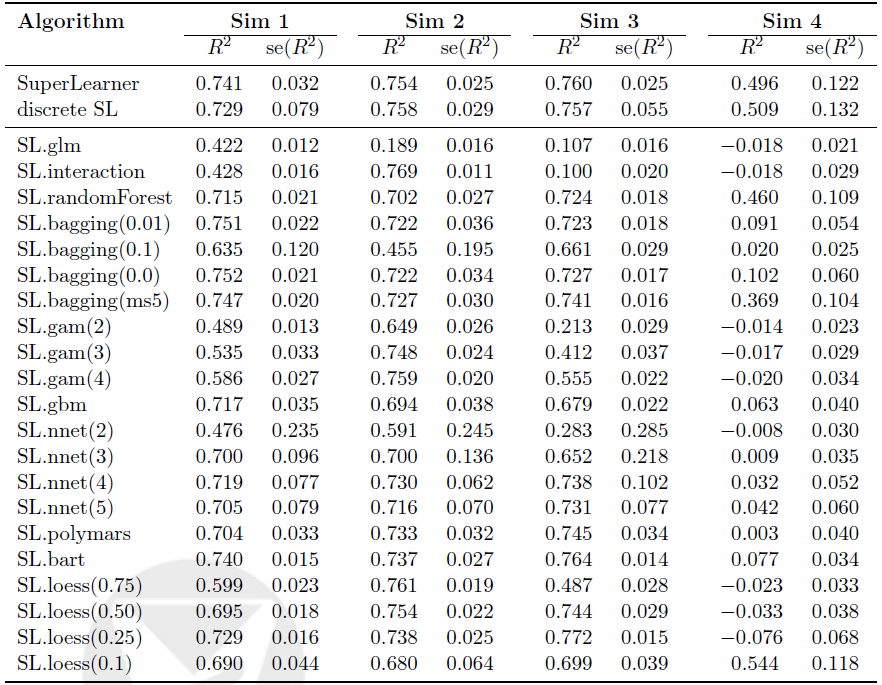 Algorithm Sim 1 Sim 2 Sim 3 Sim 4
R² se(R²) R² se(R²) R² se(R²) R² se(R²)
SuperLearner 0.741 0.032 0.754 0.025 0.760 0.025 0.496 0.122
discrete SL 0.729 0.079 0.758 0.029 0.757 0.055 0.509 0.132
SL.glm 0.422 0.012 0.189 0.016 0.107 0.016 −0.018 0.021
SL.interaction 0.428 0.016 0.769 0.011 0.100 0.020 −0.018 0.029
SL.randomForest 0.715 0.021 0.702 0.027 0.724 0.018 0.460 0.109
SL.bagging(0.01) 0.751 0.022 0.722 0.036 0.723 0.018 0.091 0.054
SL.bagging(0.1) 0.635 0.120 0.455 0.195 0.661 0.029 0.020 0.025
SL.bagging(0.0) 0.752 0.021 0.722 0.034 0.727 0.017 0.102 0.060
SL.bagging(ms5) 0.747 0.020 0.727 0.030 0.741 0.016 0.369 0.104
SL.gam(2) 0.489 0.013 0.649 0.026 0.213 0.029 −0.014 0.023
SL.gam(3) 0.535 0.033 0.748 0.024 0.412 0.037 −0.017 0.029
SL.gam(4) 0.586 0.027 0.759 0.020 0.555 0.022 −0.020 0.034
SL.gbm 0.717 0.035 0.694 0.038 0.679 0.022 0.063 0.040
SL.nnet(2) 0.476 0.235 0.591 0.245 0.283 0.285 −0.008 0.030
SL.nnet(3) 0.700 0.096 0.700 0.136 0.652 0.218 0.009 0.035
SL.nnet(4) 0.719 0.077 0.730 0.062 0.738 0.102 0.032 0.052
SL.nnet(5) 0.705 0.079 0.716 0.070 0.731 0.077 0.042 0.060
SL.polymars 0.704 0.033 0.733 0.032 0.745 0.034 0.003 0.040
SL.bart 0.740 0.015 0.737 0.027 0.764 0.014 0.077 0.034
SL.loess(0.75) 0.599 0.023 0.761 0.019 0.487 0.028 −0.023 0.033
SL.loess(0.50) 0.695 0.018 0.754 0.022 0.744 0.029 −0.033 0.038
SL.loess(0.25) 0.729 0.016 0.738 0.025 0.772 0.015 −0.076 0.068
SL.loess(0.1) 0.690 0.044 0.680 0.064 0.699 0.039 0.544 0.118